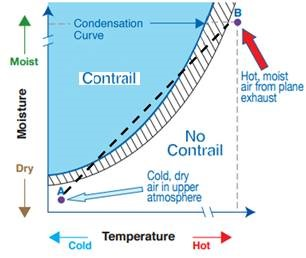 Condensation
Curve
B
Moist
Contrail
Hot, moist
air from plane
exhaust
Moisture
No
Contrail
Dry
Cold, dry
air in upper
atmosphere
A
Temperature
Cold
Hot